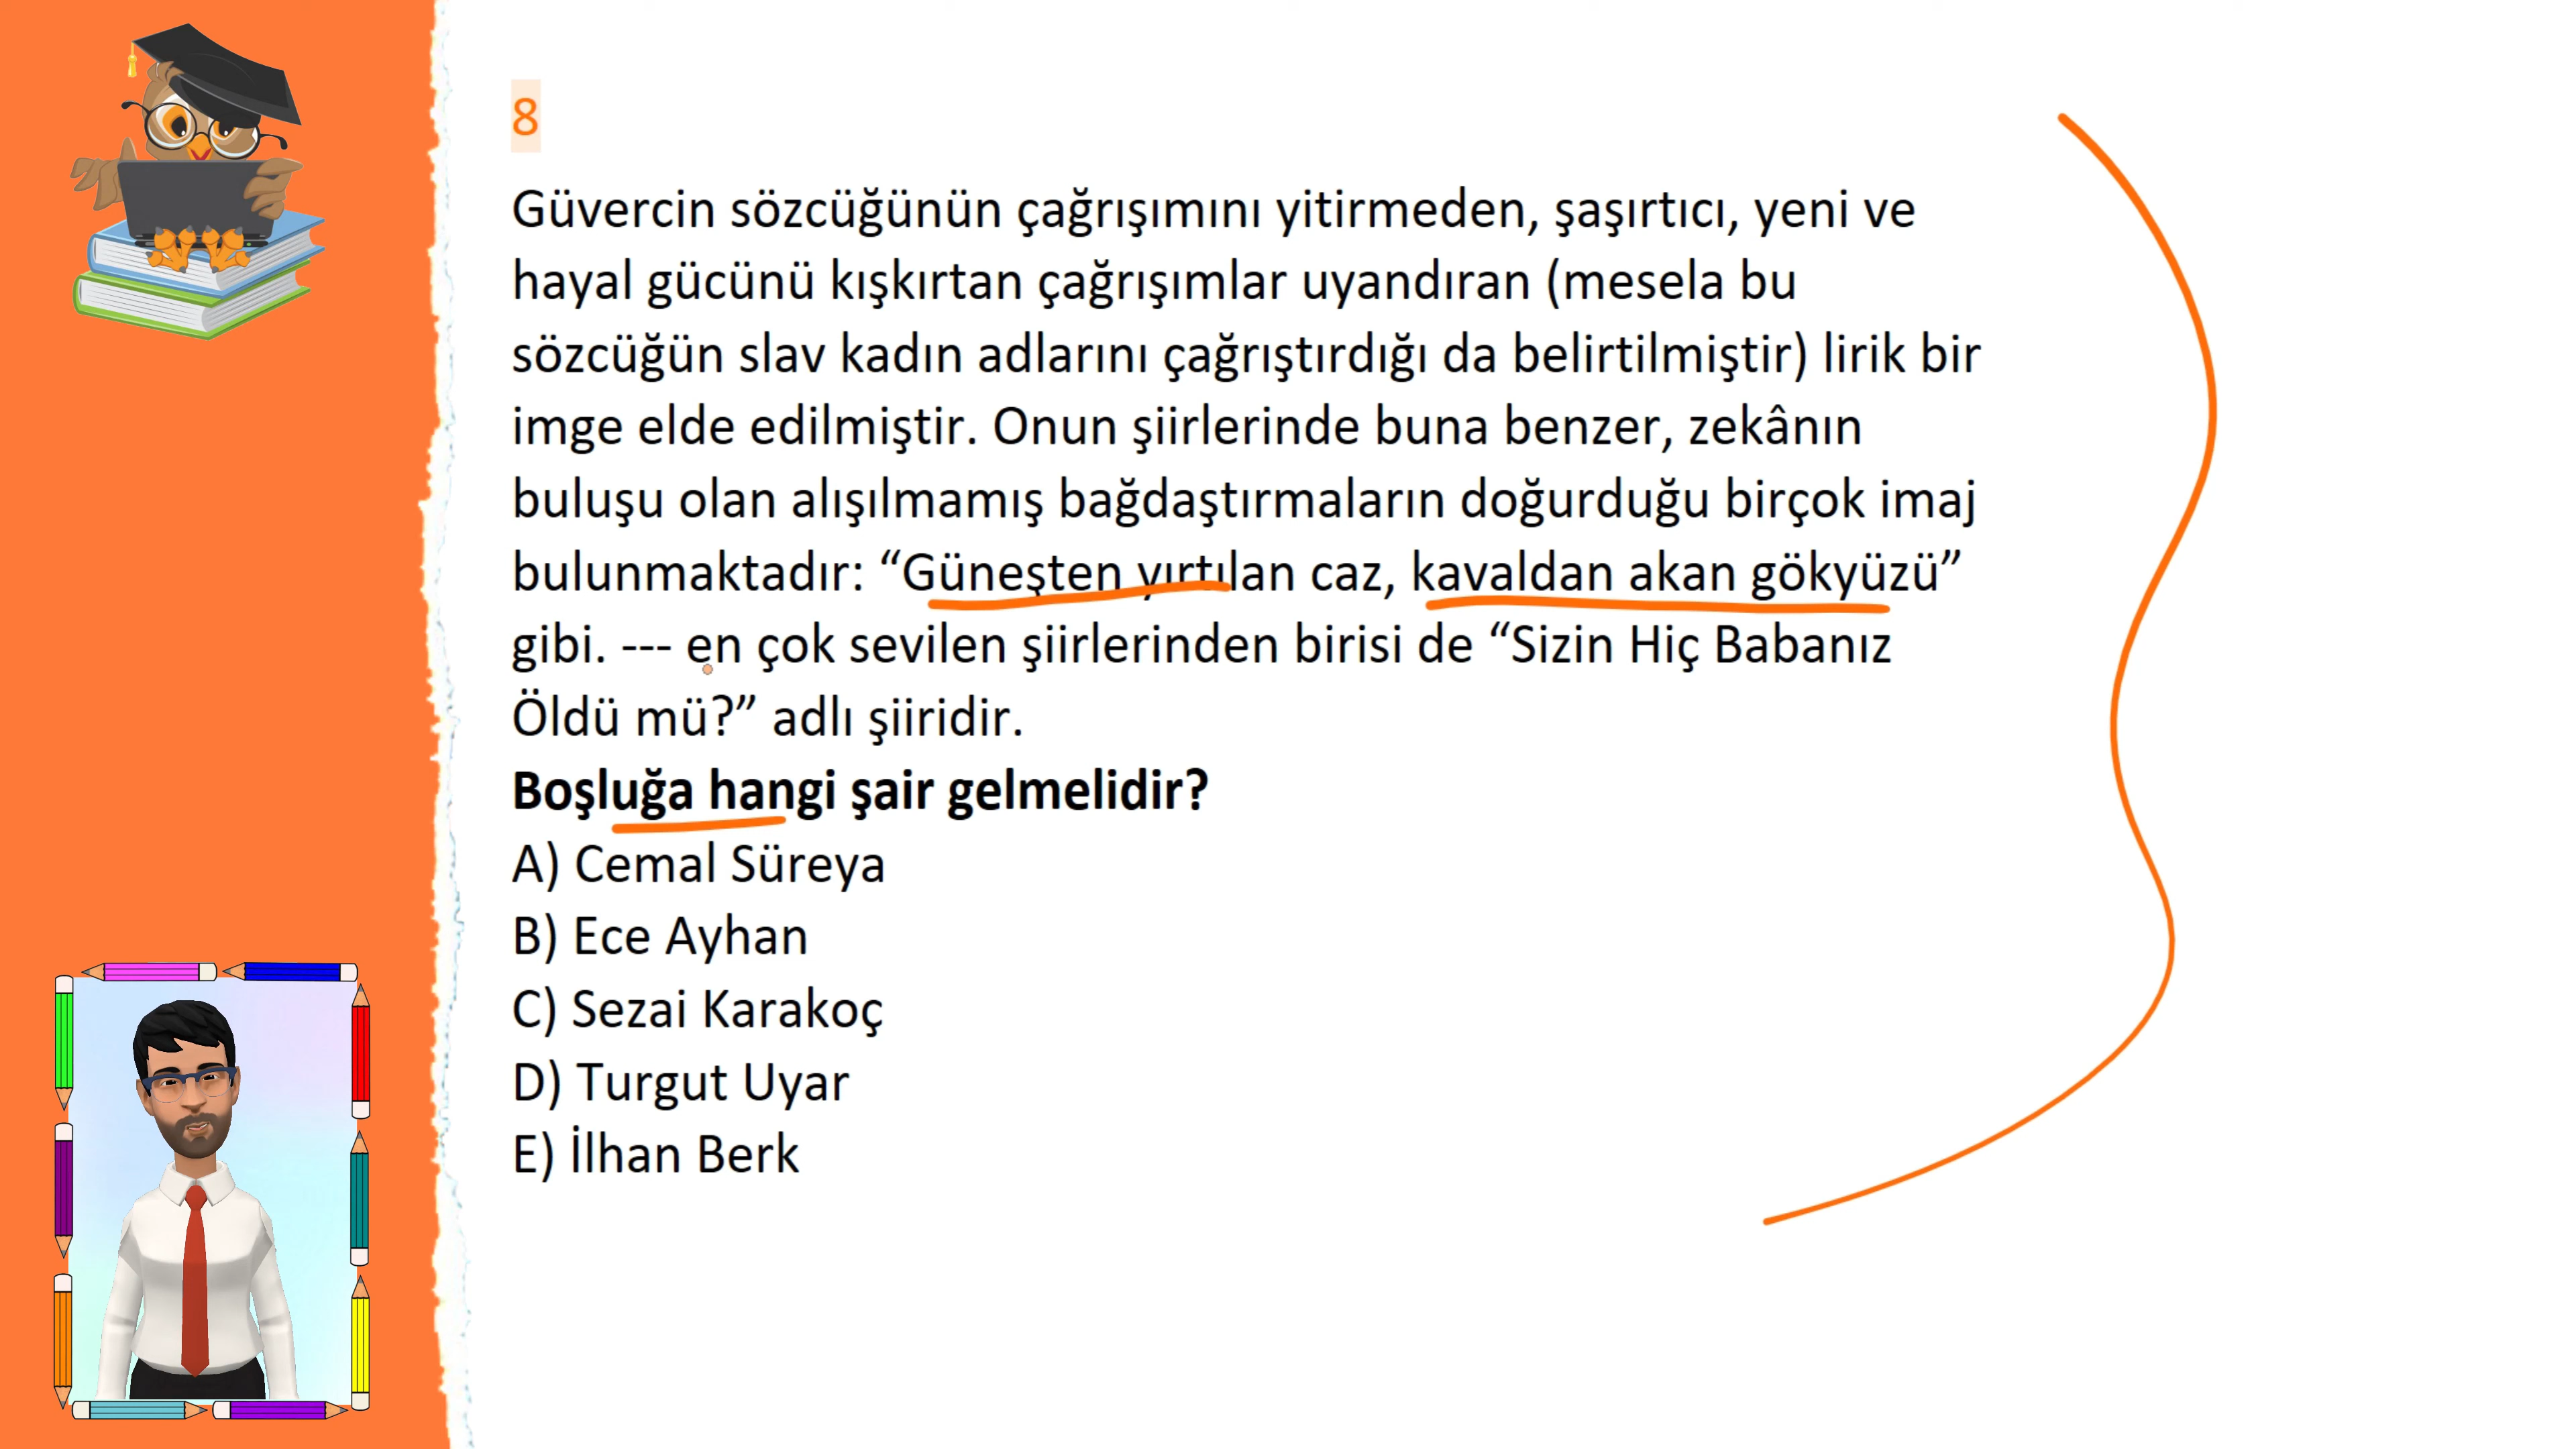 8
Güvercin sözcüğünün çağrışımını yitirmeden, şaşırtıcı, yeni ve
hayal gücünü kışkırtan çağrışımlar uyandıran (mesela bu
sözcüğün slav kadın adlarını çağrıştırdığı da belirtilmiştir) lirik bir
imge elde edilmiştir. Onun şiirlerinde buna benzer, zekânın
buluşu olan alışılmamış bağdaştırmaların doğurduğu birçok imaj
bulunmaktadır: “Güneşten yırtılan caz, kavaldan akan gökyüzü”
gibi. --- en çok sevilen şiirlerinden birisi de “Sizin Hiç Babanız
Öldü mü?” adlı şiiridir.
Boşluğa hangi şair gelmelidir?
A) Cemal Süreya
B) Ece Ayhan
C) Sezai Karakoç
D) Turgut Uyar
E) İlhan Berk